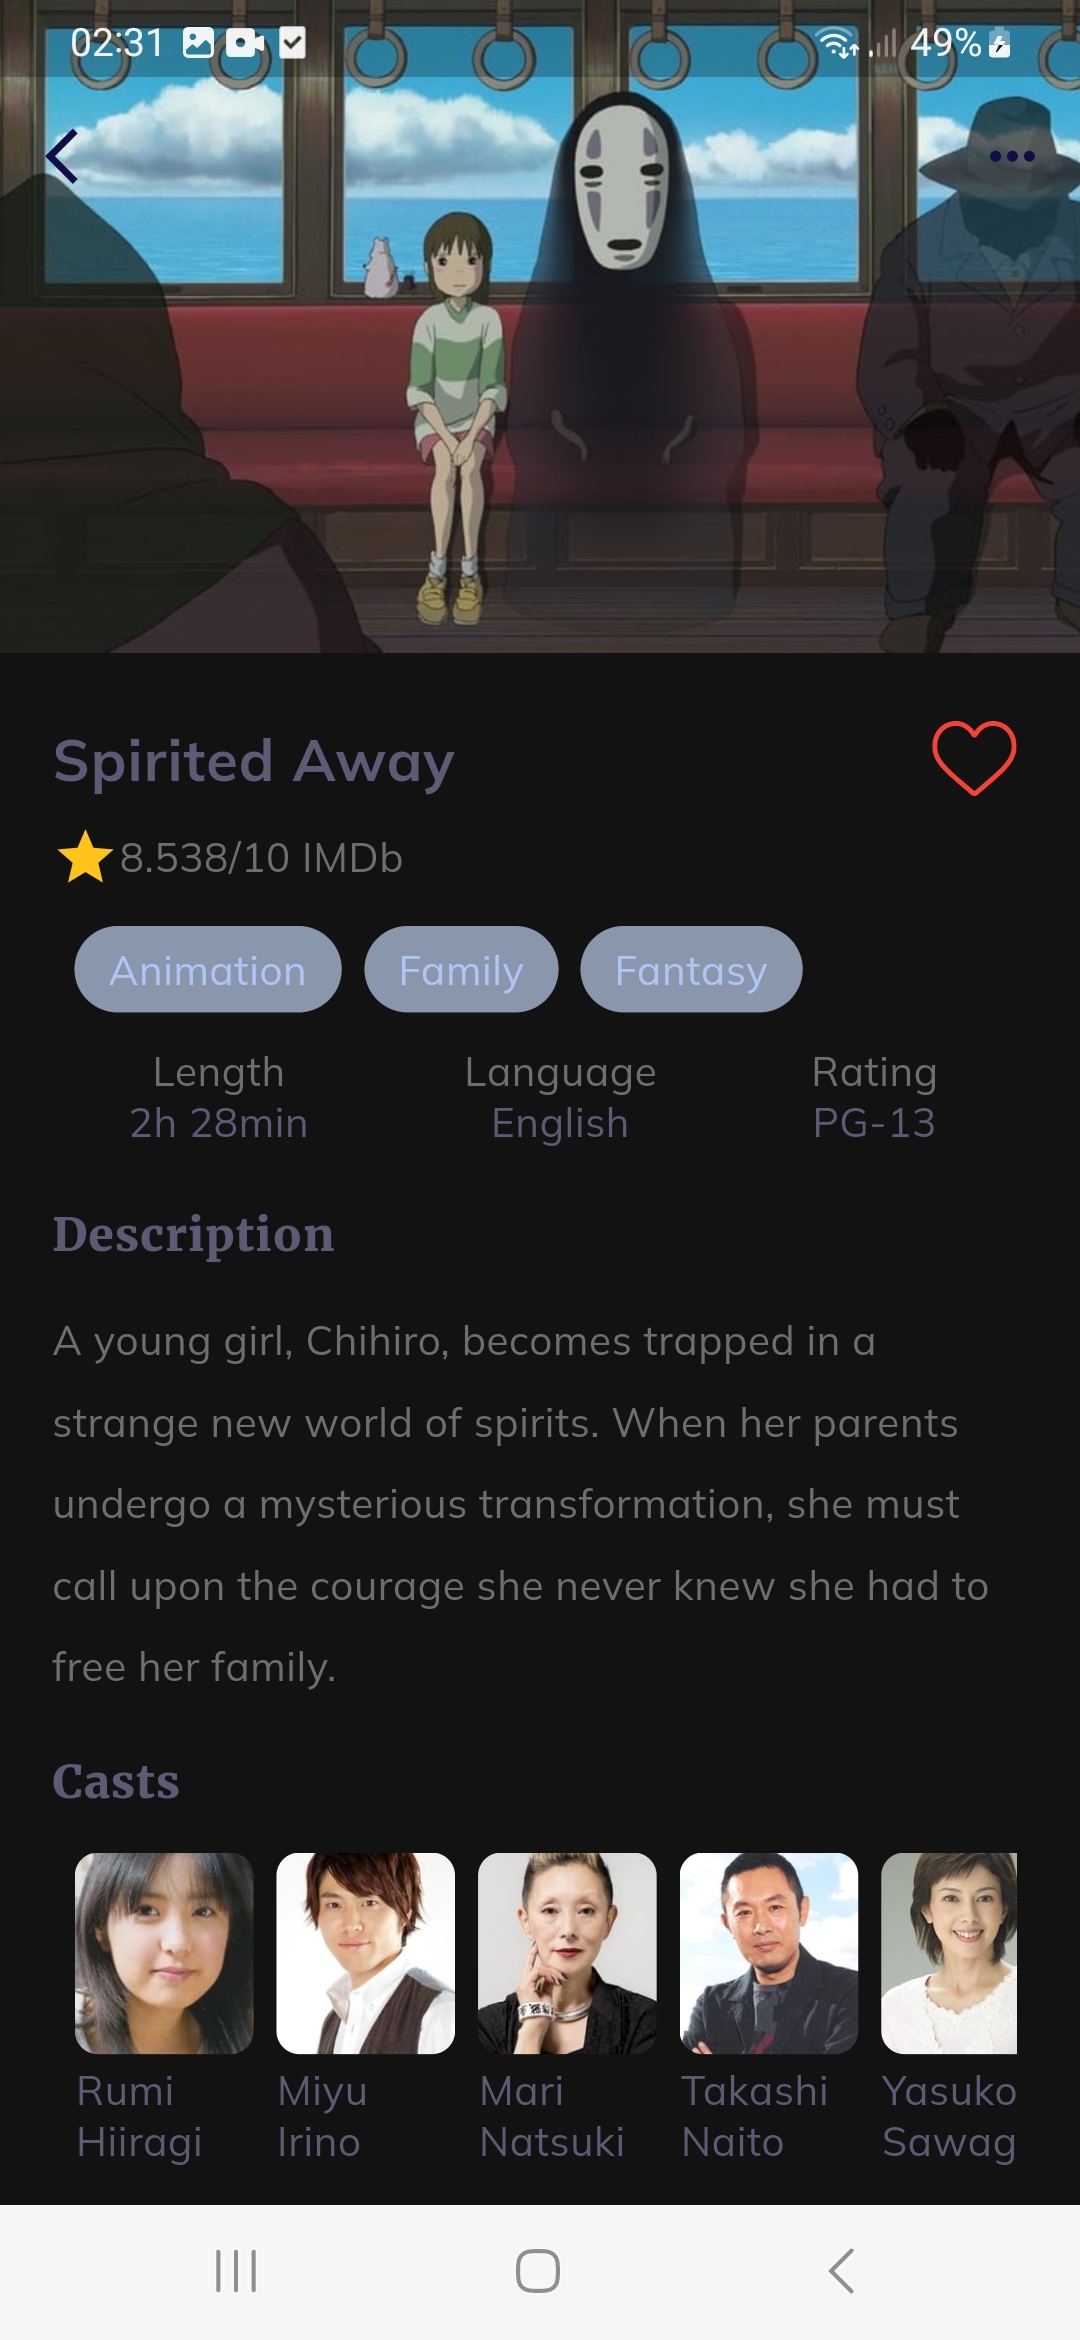 02:31 49%
Spirited Away
8.538/10 IMDb
Animation Family Fantasy
Length Language Rating
2h 28min English PG-13
Description
A young girl, Chihiro, becomes trapped in a
strange new world of spirits. When her parents
undergo a mysterious transformation, she must
call upon the courage she never knew she had to
free her family.
Casts
Rumi Miyu Mari Takashi Yasuko
Hiiragi Irino Natsuki Naito Sawag